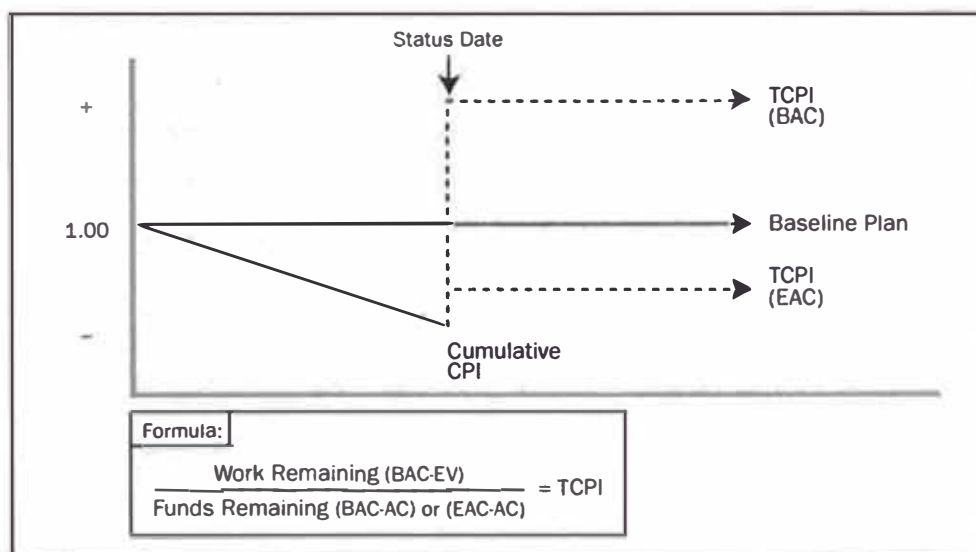 Status Date
+
TCPI
(BAC)
1.00
Baseline Plan
TCPI
(EAC)
-
Cumulative
CPI
Formula:
Work Remaining (BAC-EV)
Funds Remaining (BAC-AC) or (EAC-AC)
= TCPI